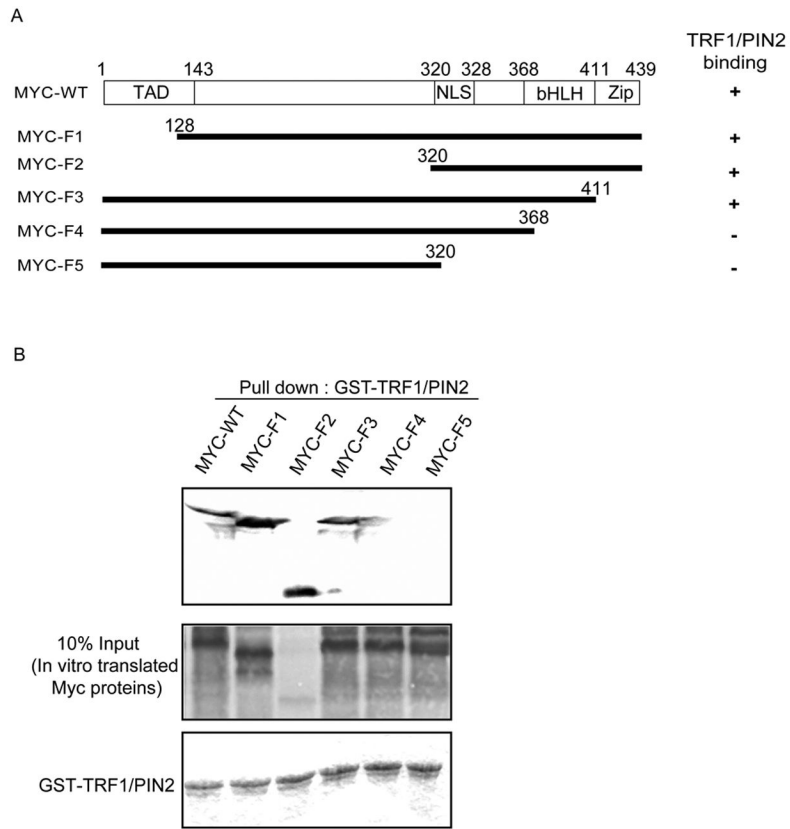 A
TRF1/PIN2
binding
1 143 320 328 368 411 439
MYC-WT TAD NLS bHLH Zip +
128
MYC-F1 +
320
MYC-F2 +
411
MYC-F3 +
368
MYC-F4 -
320
MYC-F5 -
B
Pull down : GST-TRF1/PIN2
MYC-WT MYC-F1 MYC-F2 MYC-F3 MYC-F4 MYC-F5
10% Input
(In vitro translated
Myc proteins)
GST-TRF1/PIN2